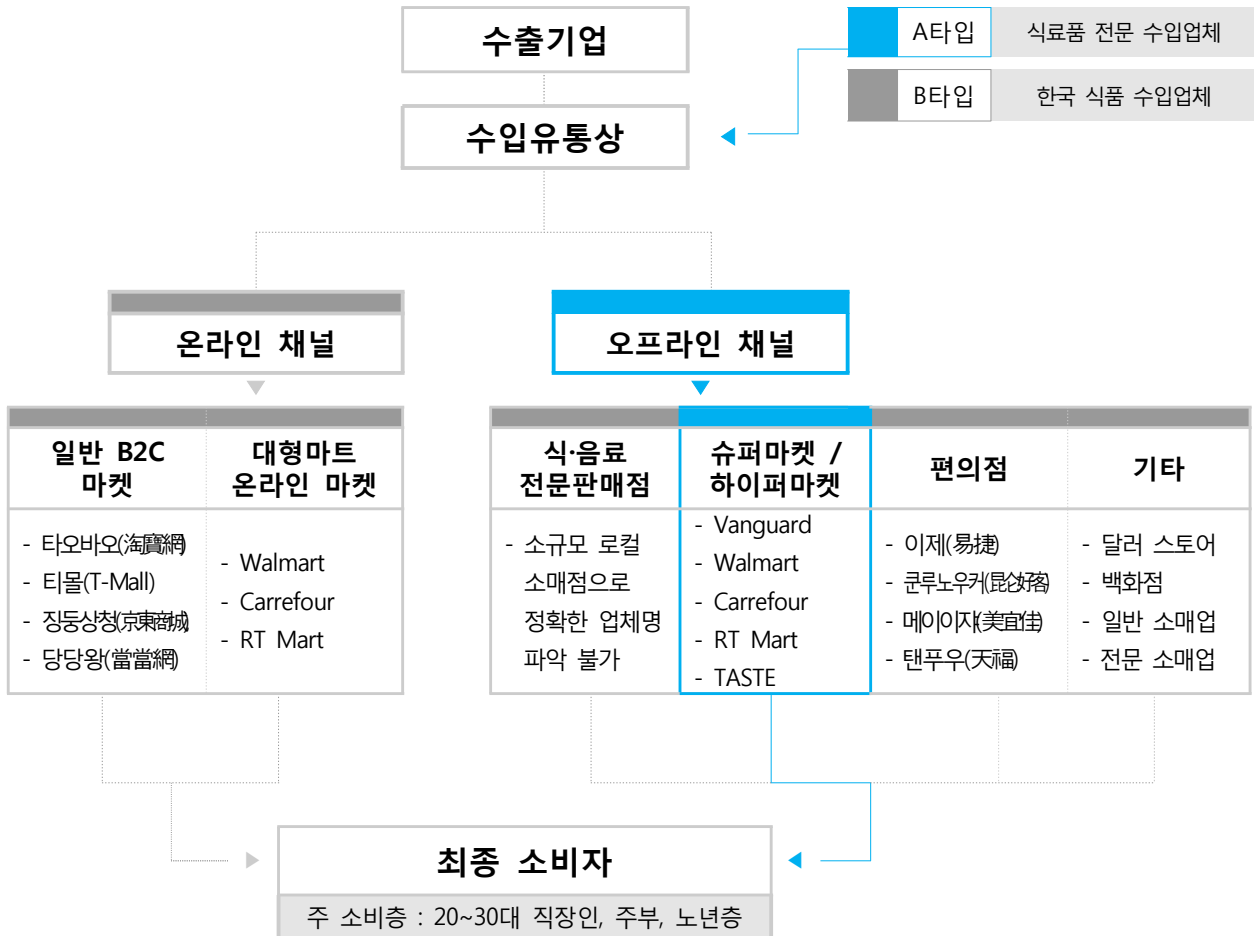 수출기업
A타입 식료품 전문 수입업체
B타입 한국 식품 수입업체
수입유통상
온라인 채널
오프라인 채널
일반 B2C
마켓
대형마트
온라인 마켓
- 타오바오(淘寶網)
- 티몰(T-Mall)
- 징둥상청(京東商城)
- 당당왕(當當網)
- Walmart
- Carrefour
- RT Mart
식·음료
전문판매점
슈퍼마켓 /
하이퍼마켓
편의점
기타
- 소규모 로컬
소매점으로
정확한 업체명
파악 불가
- Vanguard
- Walmart
- Carrefour
- RT Mart
- TASTE
- 이제(易捷)
- 쿤루노우커(昆仑好客)
- 메이이자(美宜佳)
- 탠푸우(天福)
- 달러 스토어
- 백화점
- 일반 소매업
- 전문 소매업
최종 소비자
주 소비층 : 20~30대 직장인, 주부, 노년층